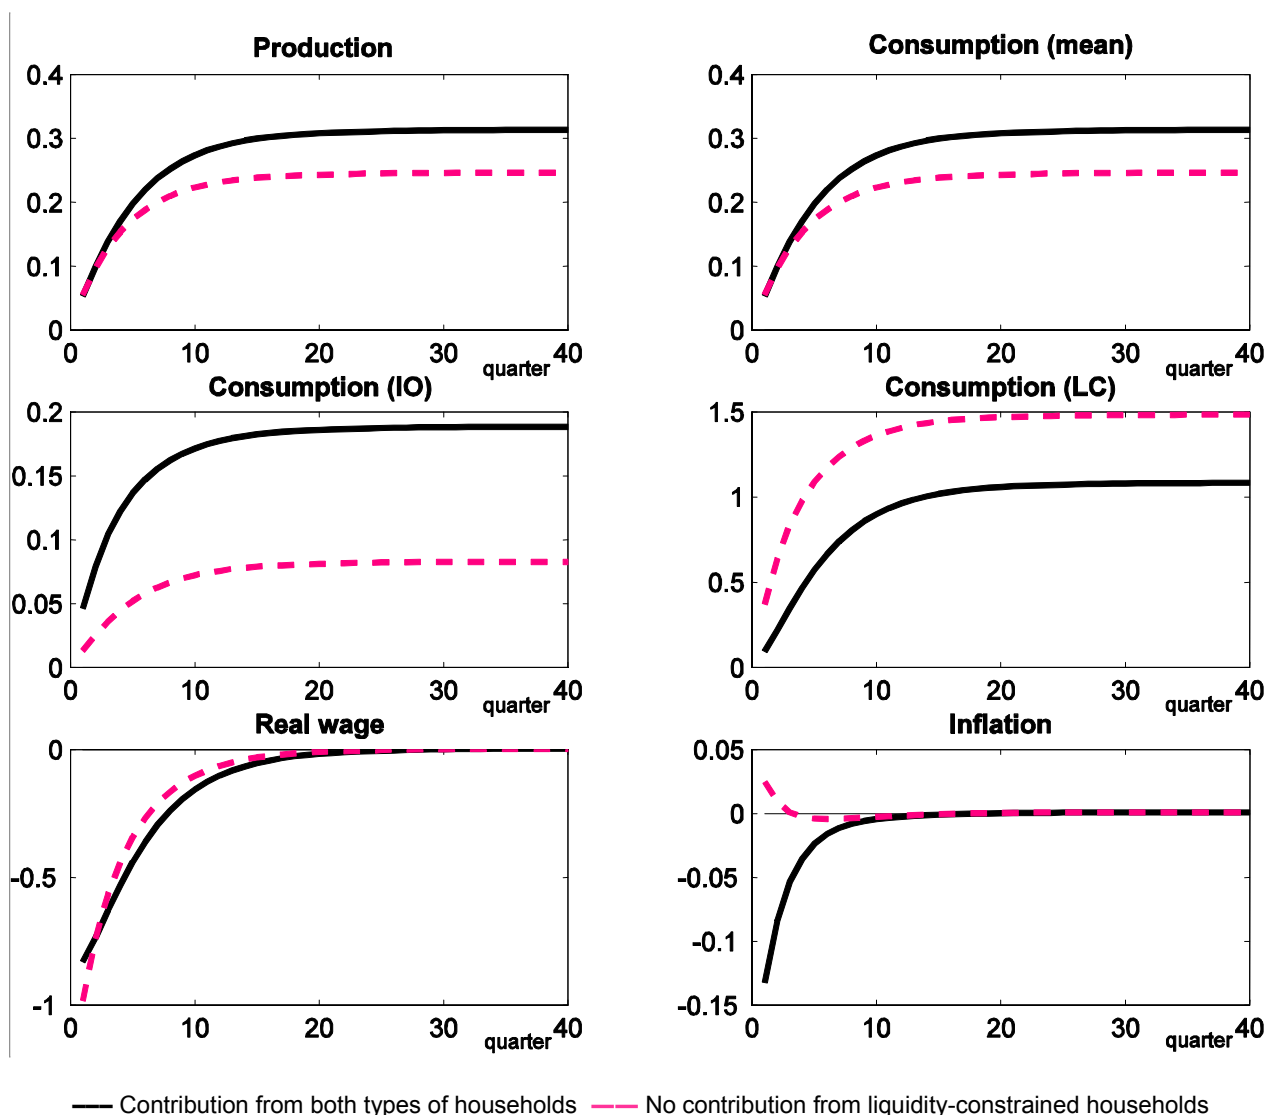 Production
0.4
0.3
0.2
0.1
0
0 10 20 30 40
quarter
Consumption (mean)
0.4
0.3
0.2
0.1
0
0 10 20 30 40
quarter
Consumption (IO)
0.2
0.15
0.1
0.05
0
0 10 20 30 40
quarter
Consumption (LC)
1.5
1
0.5
0
0 10 20 30 40
quarter
Real wage
0
-0.5
-1
0 10 20 30 40
quarter
Inflation
0.05
0
-0.05
-0.1
-0.15
0 10 20 30 40
quarter
Contribution from both types of households No contribution from liquidity-constrained households